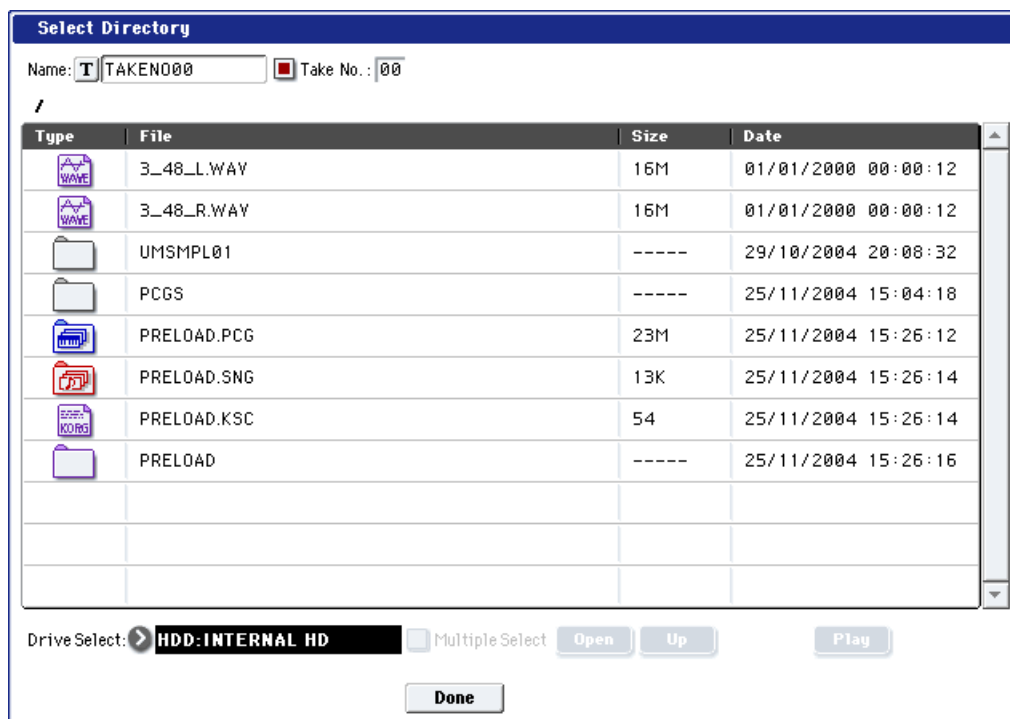 Select Directory
Name: T TAKENO00 Take No. : 00
/
Type File Size Date
WAVE 3_48_L.WAV 16M 01/01/2000 00:00:12
WAVE 3_48_R.WAV 16M 01/01/2000 00:00:12
UMSMPL01 ----- 29/10/2004 20:08:32
PCGS ----- 25/11/2004 15:04:18
PRELOAD.PCG 23M 25/11/2004 15:26:12
PRELOAD.SNG 13K 25/11/2004 15:26:14
KORG PRELOAD.KSC 54 25/11/2004 15:26:14
PRELOAD ----- 25/11/2004 15:26:16
Drive Select: HDD:INTERNAL HD Multiple Select Open Up Play
Done